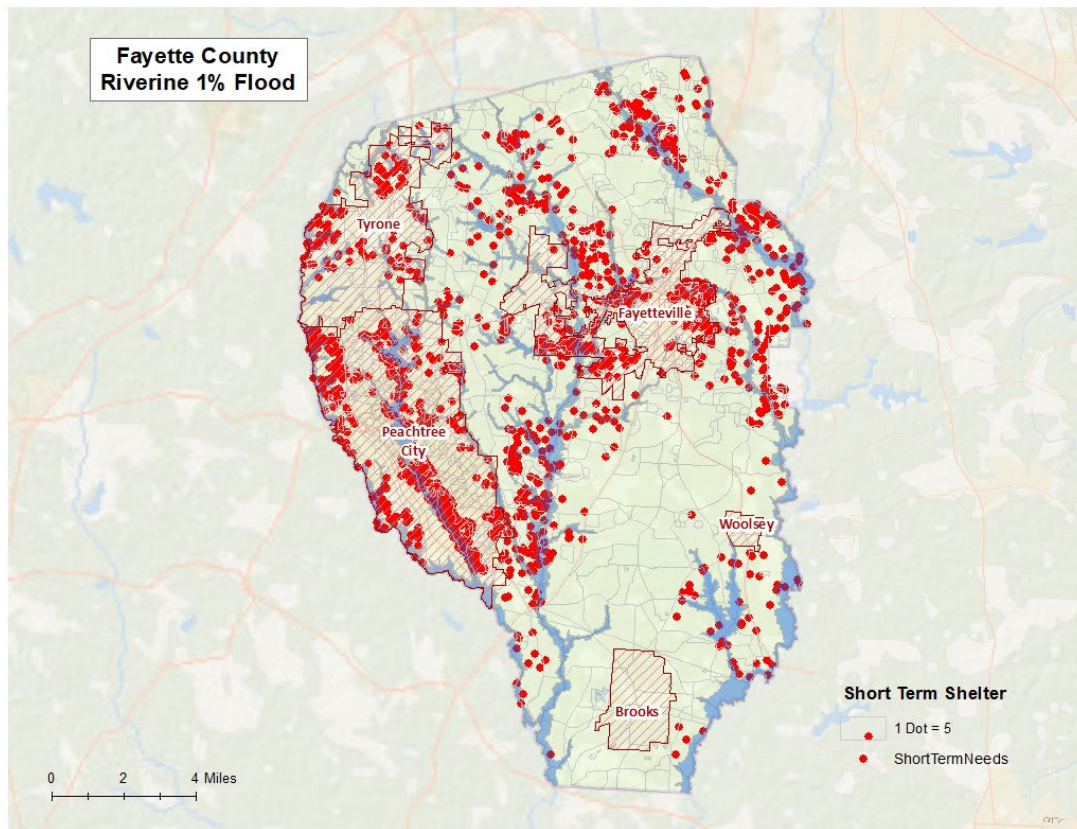 Fayette County
Riverine 1% Flood
Tyrone
Fayetteville
Peachtree
City
Woolsey
Brooks
Short Term Shelter
1 Dot = 5
ShortTermNeeds
0 2 4 Miles